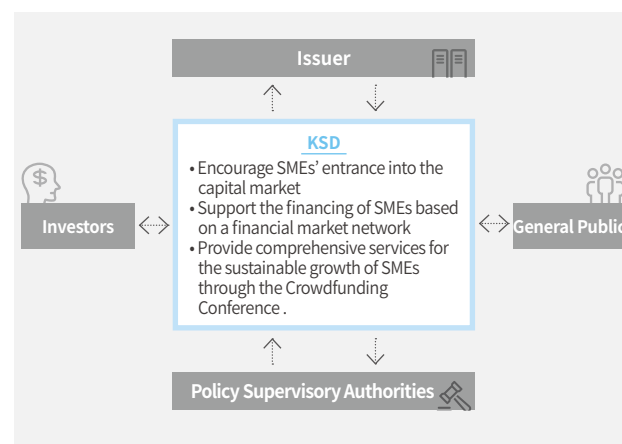 Issuer
KSD
• Encourage SMEs’ entrance into the
capital market
• Support the financing of SMEs based
on a financial market network
• Provide comprehensive services for
the sustainable growth of SMEs
through the Crowdfunding
Conference .
$
Investors
General Public
Policy Supervisory Authorities